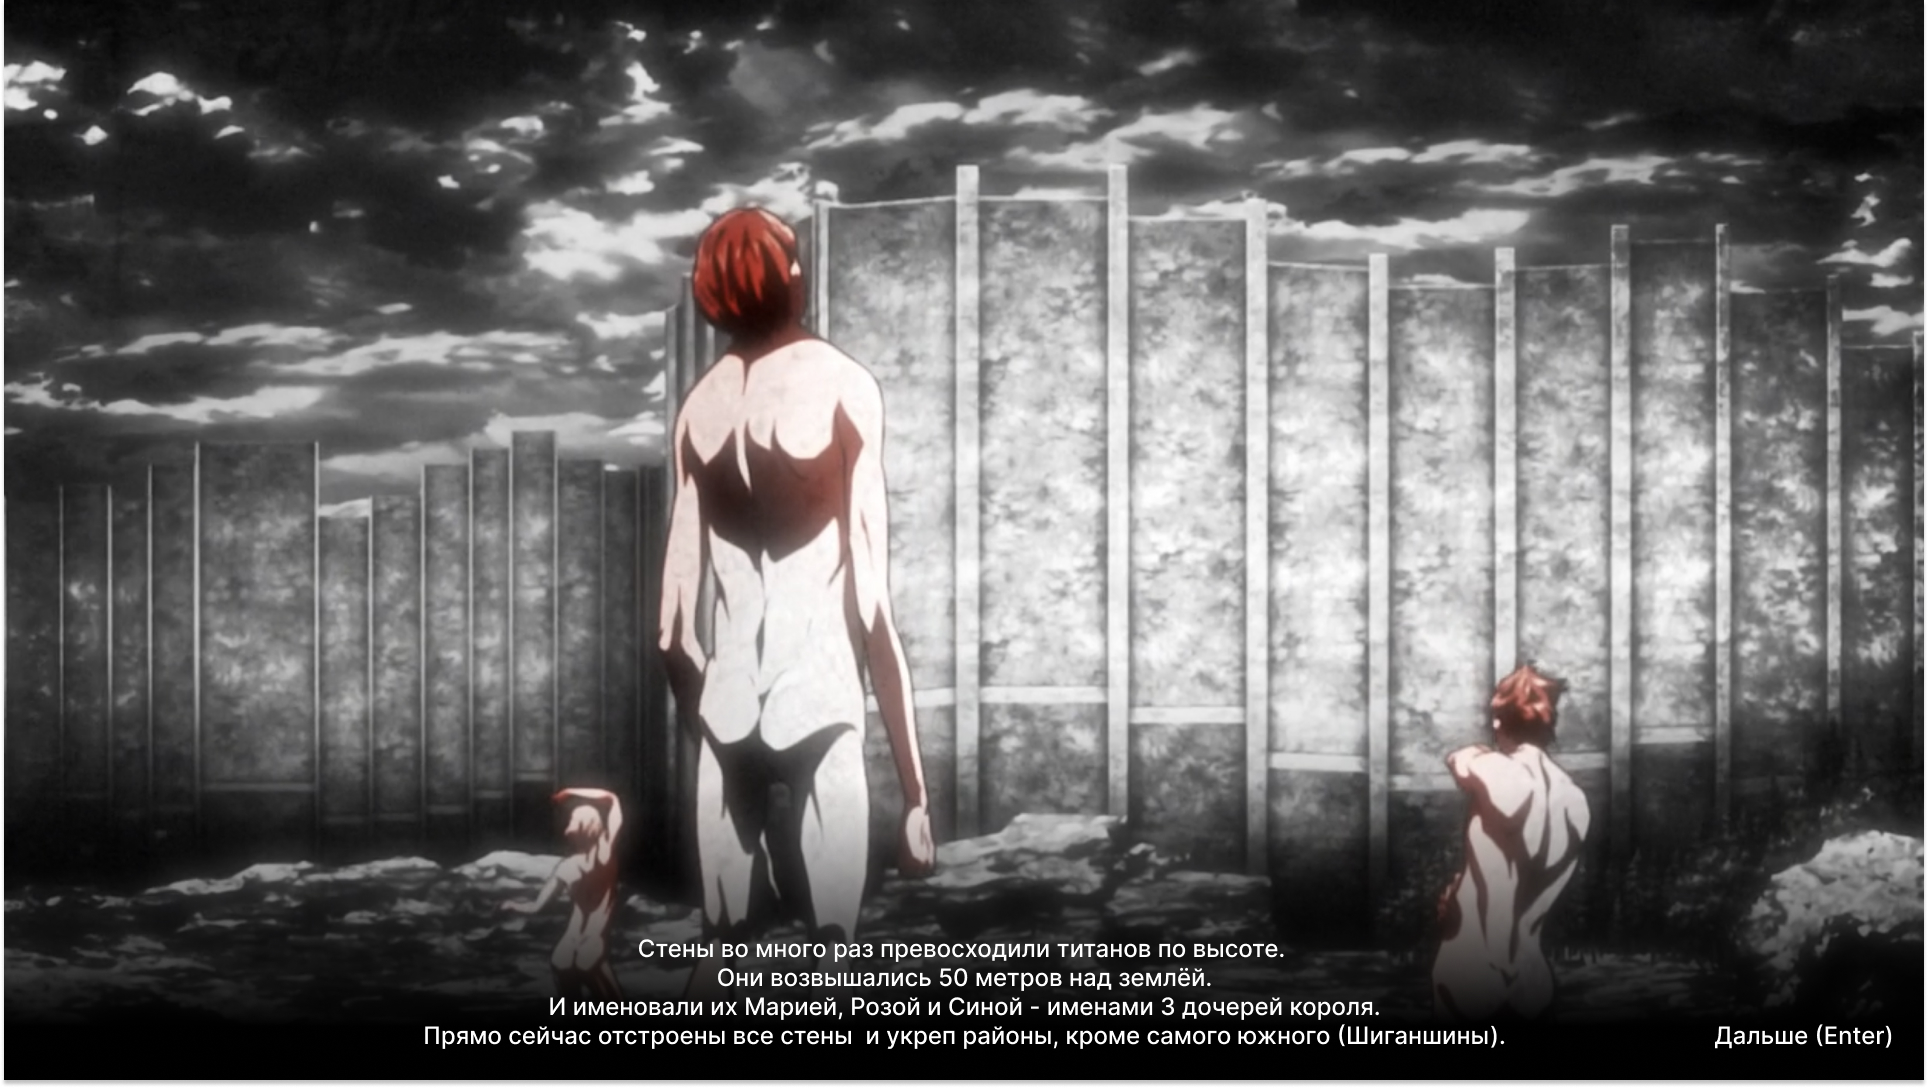 Стены во много раз превосходили титанов по высоте.
Они возвышались 50 метров над землёй.
И именовали их Марией, Розой и Синой - именами 3 дочерей короля.
Прямо сейчас отстроены все стены  и укреп районы, кроме самого южного (Шиганшины).
Дальше (Enter)